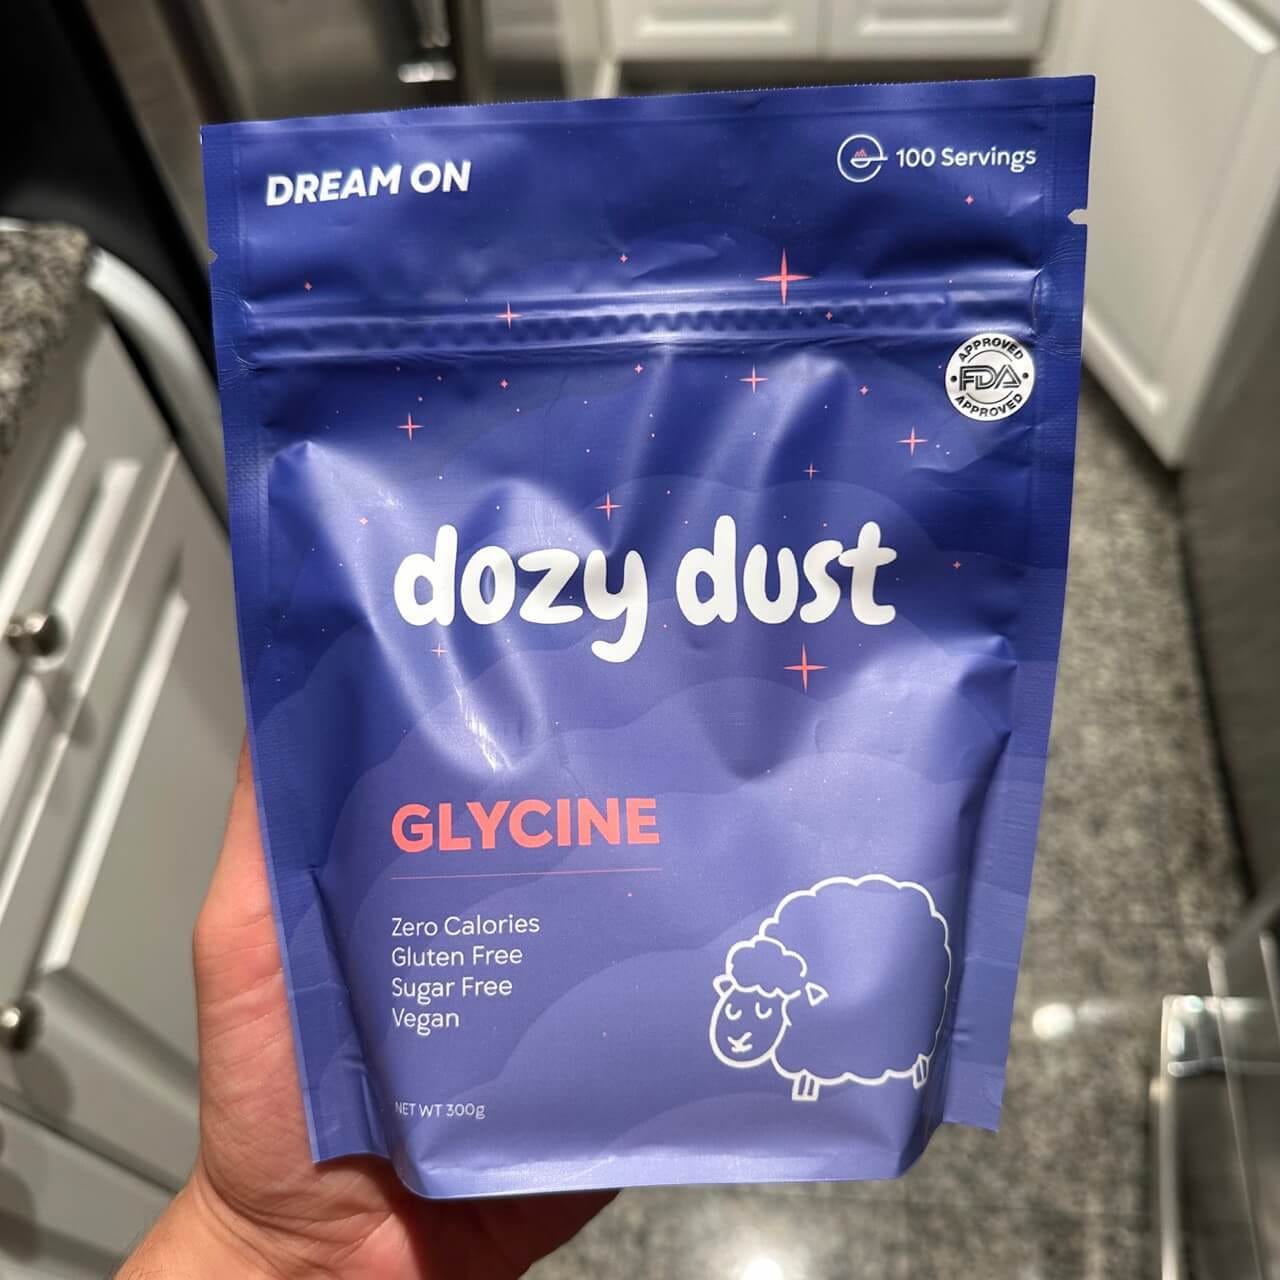 DREAM ON
100 Servings
APPROVED
FDA
APPROVED
dozy dust
GLYCINE
Zero Calories
Gluten Free
Sugar Free
Vegan
NET WT 300g